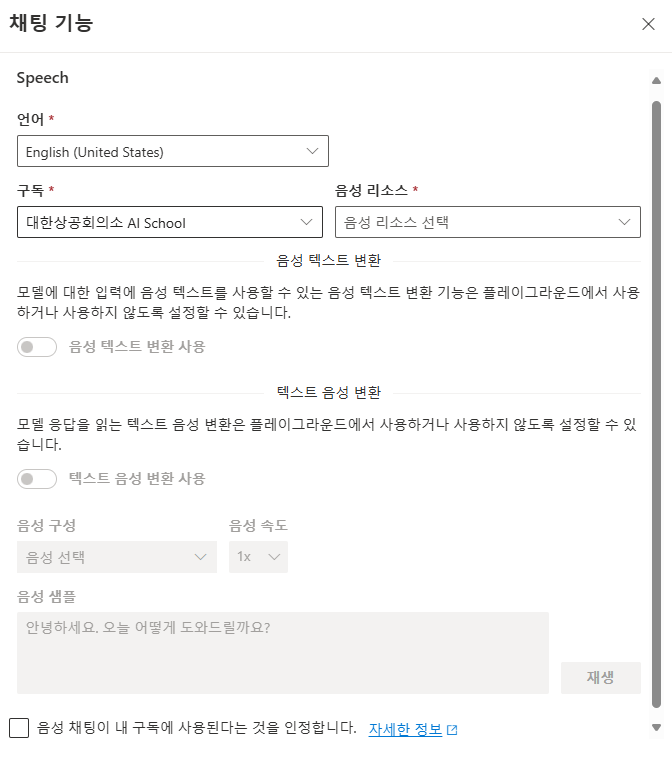 채팅 기능
Speech
언어 *
English (United States)
구독 *
음성 리소스 *
대한상공회의소 AI School
음성 리소스 선택
음성 텍스트 변환
모델에 대한 입력에 음성 텍스트를 사용할 수 있는 음성 텍스트 변환 기능은 플레이그라운드에서 사용
하거나 사용하지 않도록 설정할 수 있습니다.
음성 텍스트 변환 사용
텍스트 음성 변환
모델 응답을 읽는 텍스트 음성 변환은 플레이그라운드에서 사용하거나 사용하지 않도록 설정할 수 있
습니다.
텍스트 음성 변환 사용
음성 구성
음성 속도
음성 선택
1x
음성 샘플
안녕하세요. 오늘 어떻게 도와드릴까요?
재생
음성 채팅이 내 구독에 사용된다는 것을 인정합니다. 자세한 정보